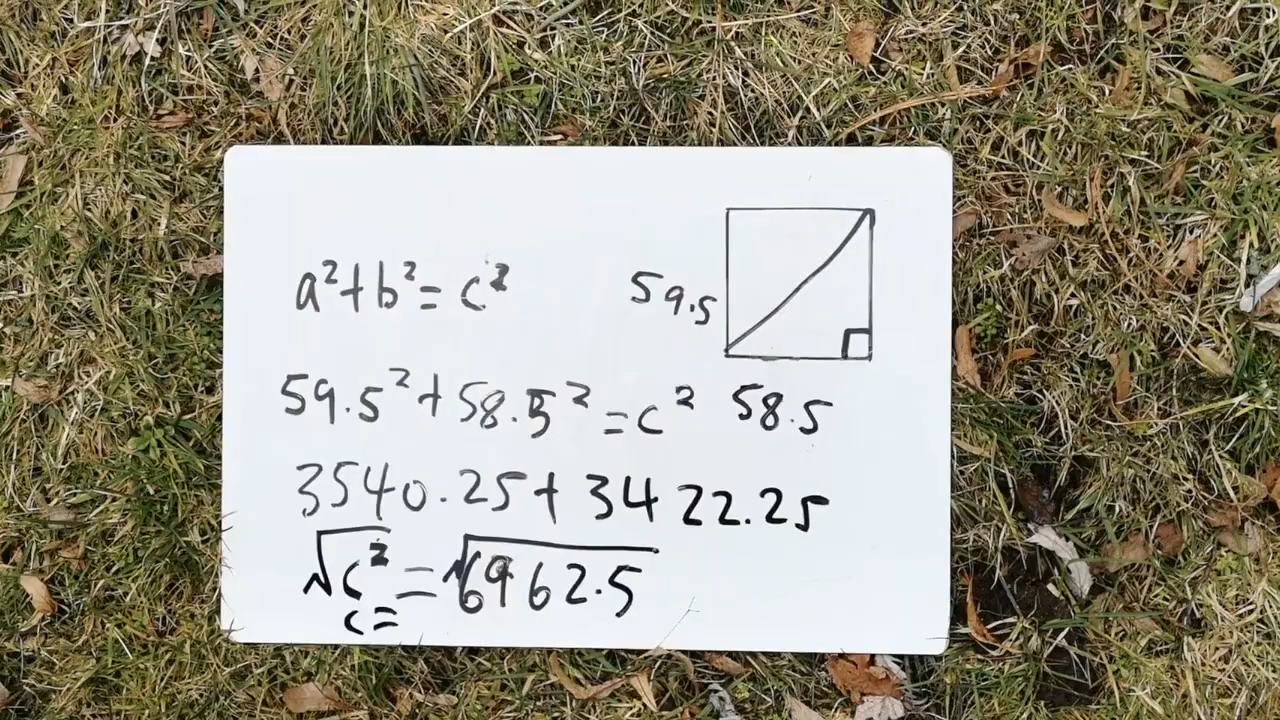 a²+b²=c²
59.5
59.5²+58.5²=c²
58.5
3540.25+3422.25
√c²=√6962.5
c=